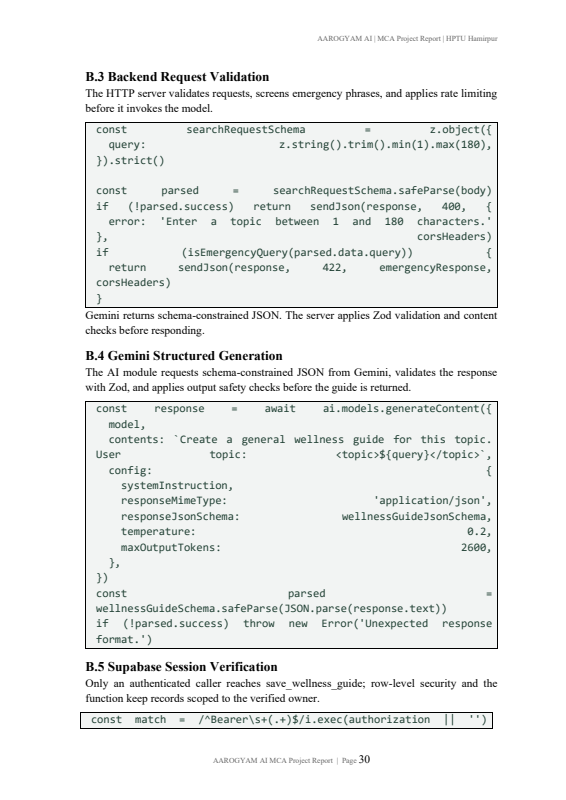 AAROGYAM AI | MCA Project Report | HPTU Hamirpur
B.3 Backend Request Validation
The HTTP server validates requests, screens emergency phrases, and applies rate limiting
before it invokes the model.
const searchRequestSchema = z.object({
query: z.string().trim().min(1).max(180),
}).strict()
const parsed = searchRequestSchema.safeParse(body)
if (!parsed.success) return sendJson(response, 400, {
error: 'Enter a topic between 1 and 180 characters.'
}, corsHeaders)
if (isEmergencyQuery(parsed.data.query)) {
return sendJson(response, 422, emergencyResponse,
corsHeaders)
}
Gemini returns schema-constrained JSON. The server applies Zod validation and content
checks before responding.
B.4 Gemini Structured Generation
The AI module requests schema-constrained JSON from Gemini, validates the response
with Zod, and applies output safety checks before the guide is returned.
const response = await ai.models.generateContent({
model,
contents: `Create a general wellness guide for this topic.
User topic: <topic>${query}</topic>`,
config: {
systemInstruction,
responseMimeType: 'application/json',
responseJsonSchema: wellnessGuideJsonSchema,
temperature: 0.2,
maxOutputTokens: 2600,
},
})
const parsed =
wellnessGuideSchema.safeParse(JSON.parse(response.text))
if (!parsed.success) throw new Error('Unexpected response
format.')
B.5 Supabase Session Verification
Only an authenticated caller reaches save_wellness_guide; row-level security and the
function keep records scoped to the verified owner.
const match = /^Bearer\s+(.+)$/i.exec(authorization || '')
AAROGYAM AI MCA Project Report | Page 30